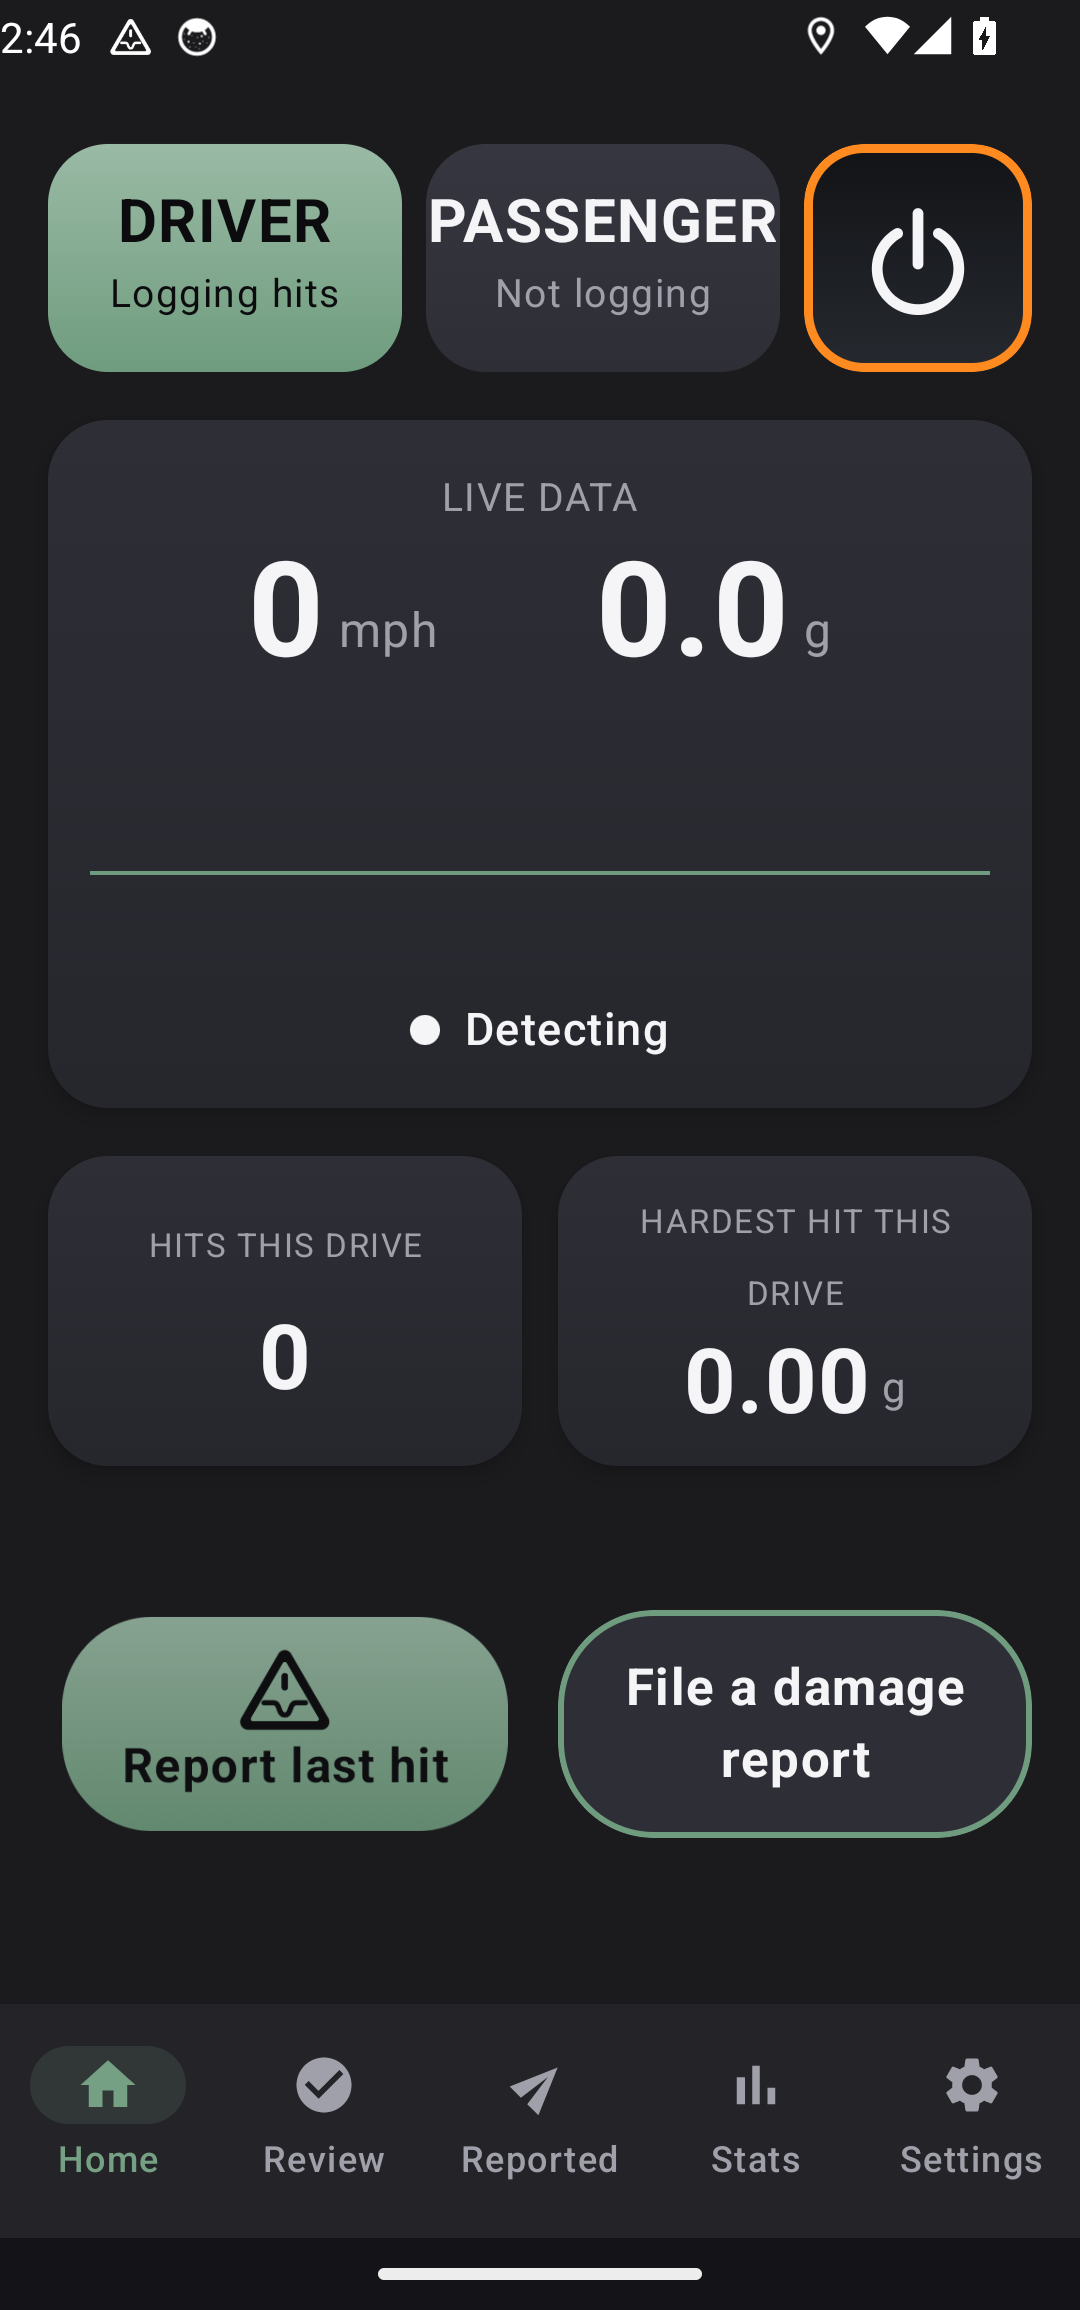 2:46
DRIVER
Logging hits
PASSENGER
Not logging
LIVE DATA
0 mph
0.0 g
Detecting
HITS THIS DRIVE
0
HARDEST HIT THIS
DRIVE
0.00 g
Report last hit
File a damage
report
Home
Review
Reported
Stats
Settings